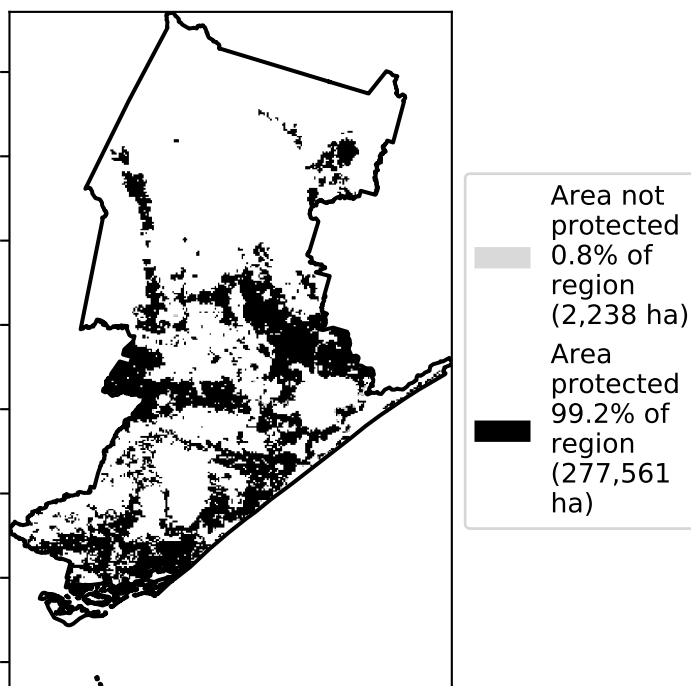 Area not
protected
0.8% of
region
(2,238 ha)
Area
protected
99.2% of
region
(277,561
ha)